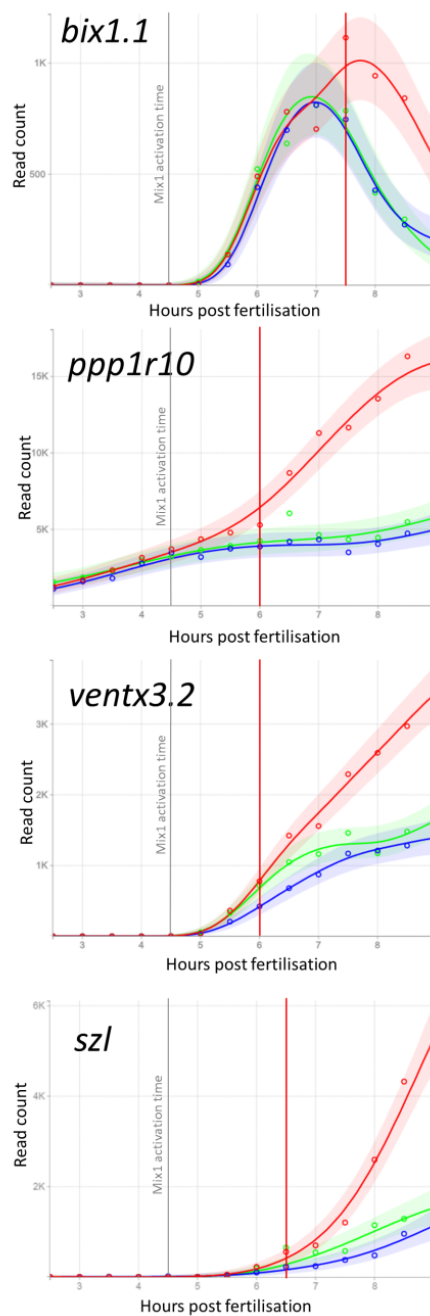 bix1.1
1K
500
Read count
Mix1 activation time
3 4 5 6 7 8
Hours post fertilisation
ppp1r10
15K
10K
5K
Read count
Mix1 activation time
3 4 5 6 7 8
Hours post fertilisation
ventx3.2
3K
2K
1K
Read count
Mix1 activation time
3 4 5 6 7 8
Hours post fertilisation
szl
6K
4K
2K
Read count
Mix1 activation time
3 4 5 6 7 8
Hours post fertilisation